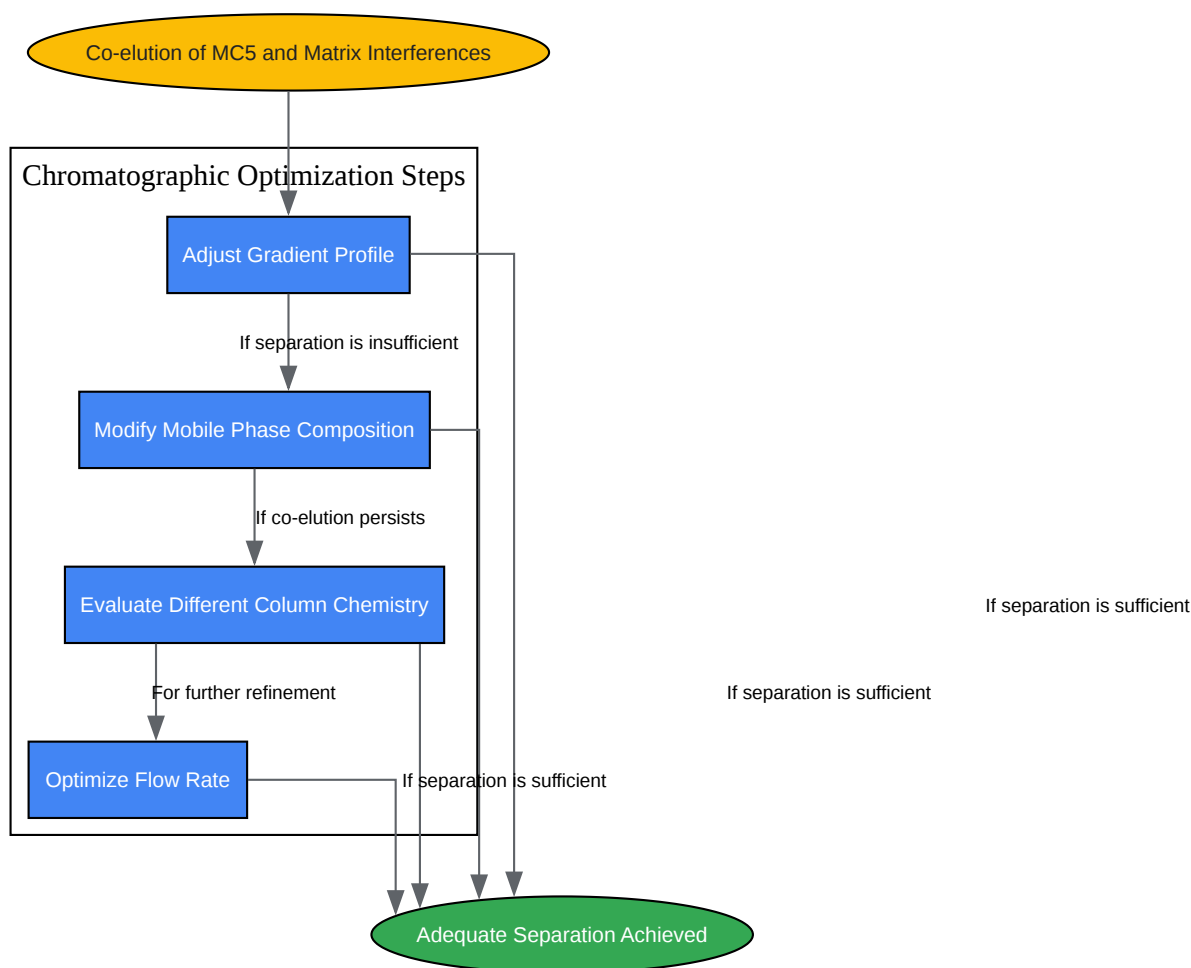 Co-elution of MC5 and Matrix Interferences
Chromatographic Optimization Steps
Adjust Gradient Profile
If separation is insufficient
Modify Mobile Phase Composition
If co-elution persists
Evaluate Different Column Chemistry
If separation is sufficient
For further refinement
If separation is sufficient
Optimize Flow Rate
If separation is sufficient
Adequate Separation Achieved